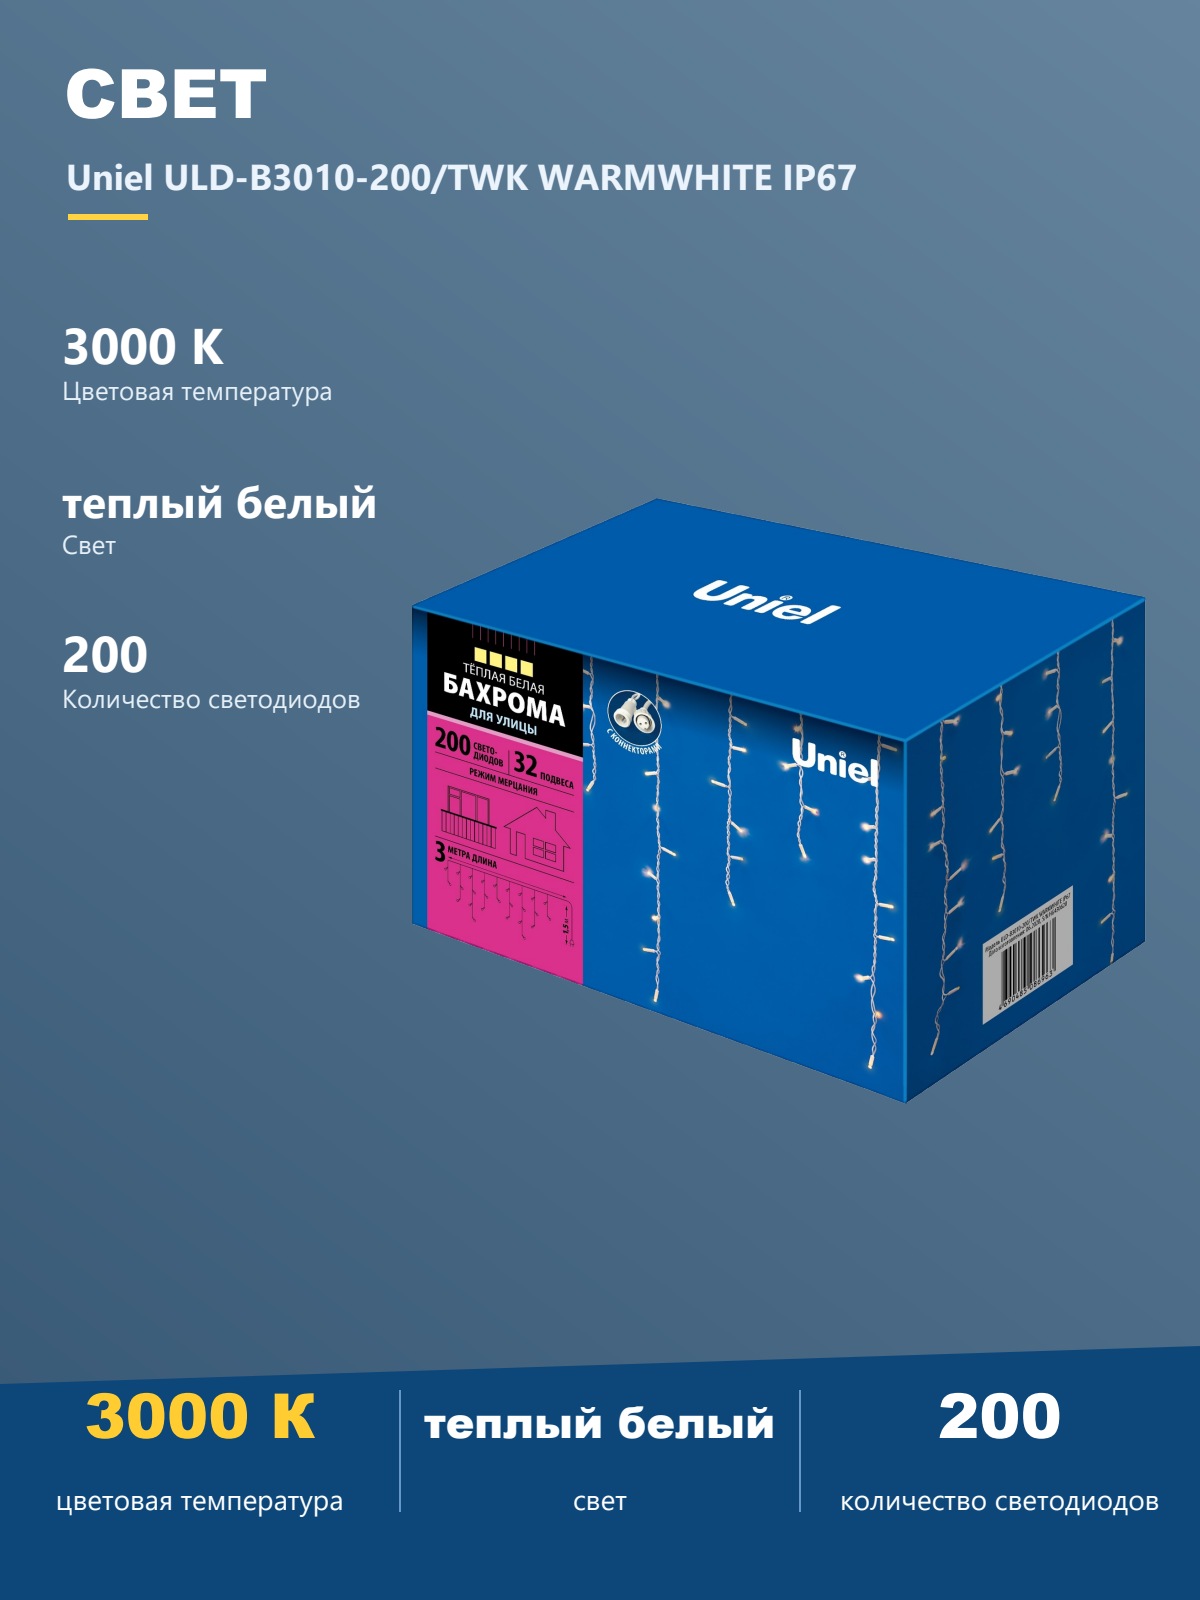 СВЕТ
Uniel ULD-B3010-200/TWK WARMWHITE IP67
3000 К
Цветовая температура
теплый белый
Свет
200
Количество светодиодов
Uniel
ТЁПЛАЯ БЕЛАЯ
БАХРОМА
ДЛЯ УЛИЦЫ
200 СВЕТО-
ДИОДОВ
32 ПОДВЕСА
РЕЖИМ МЕРЦАНИЯ
3 МЕТРА ДЛИНА
1,5 м
С КОННЕКТОРАМИ
Uniel
3000 К
цветовая температура
теплый белый
свет
200
количество светодиодов